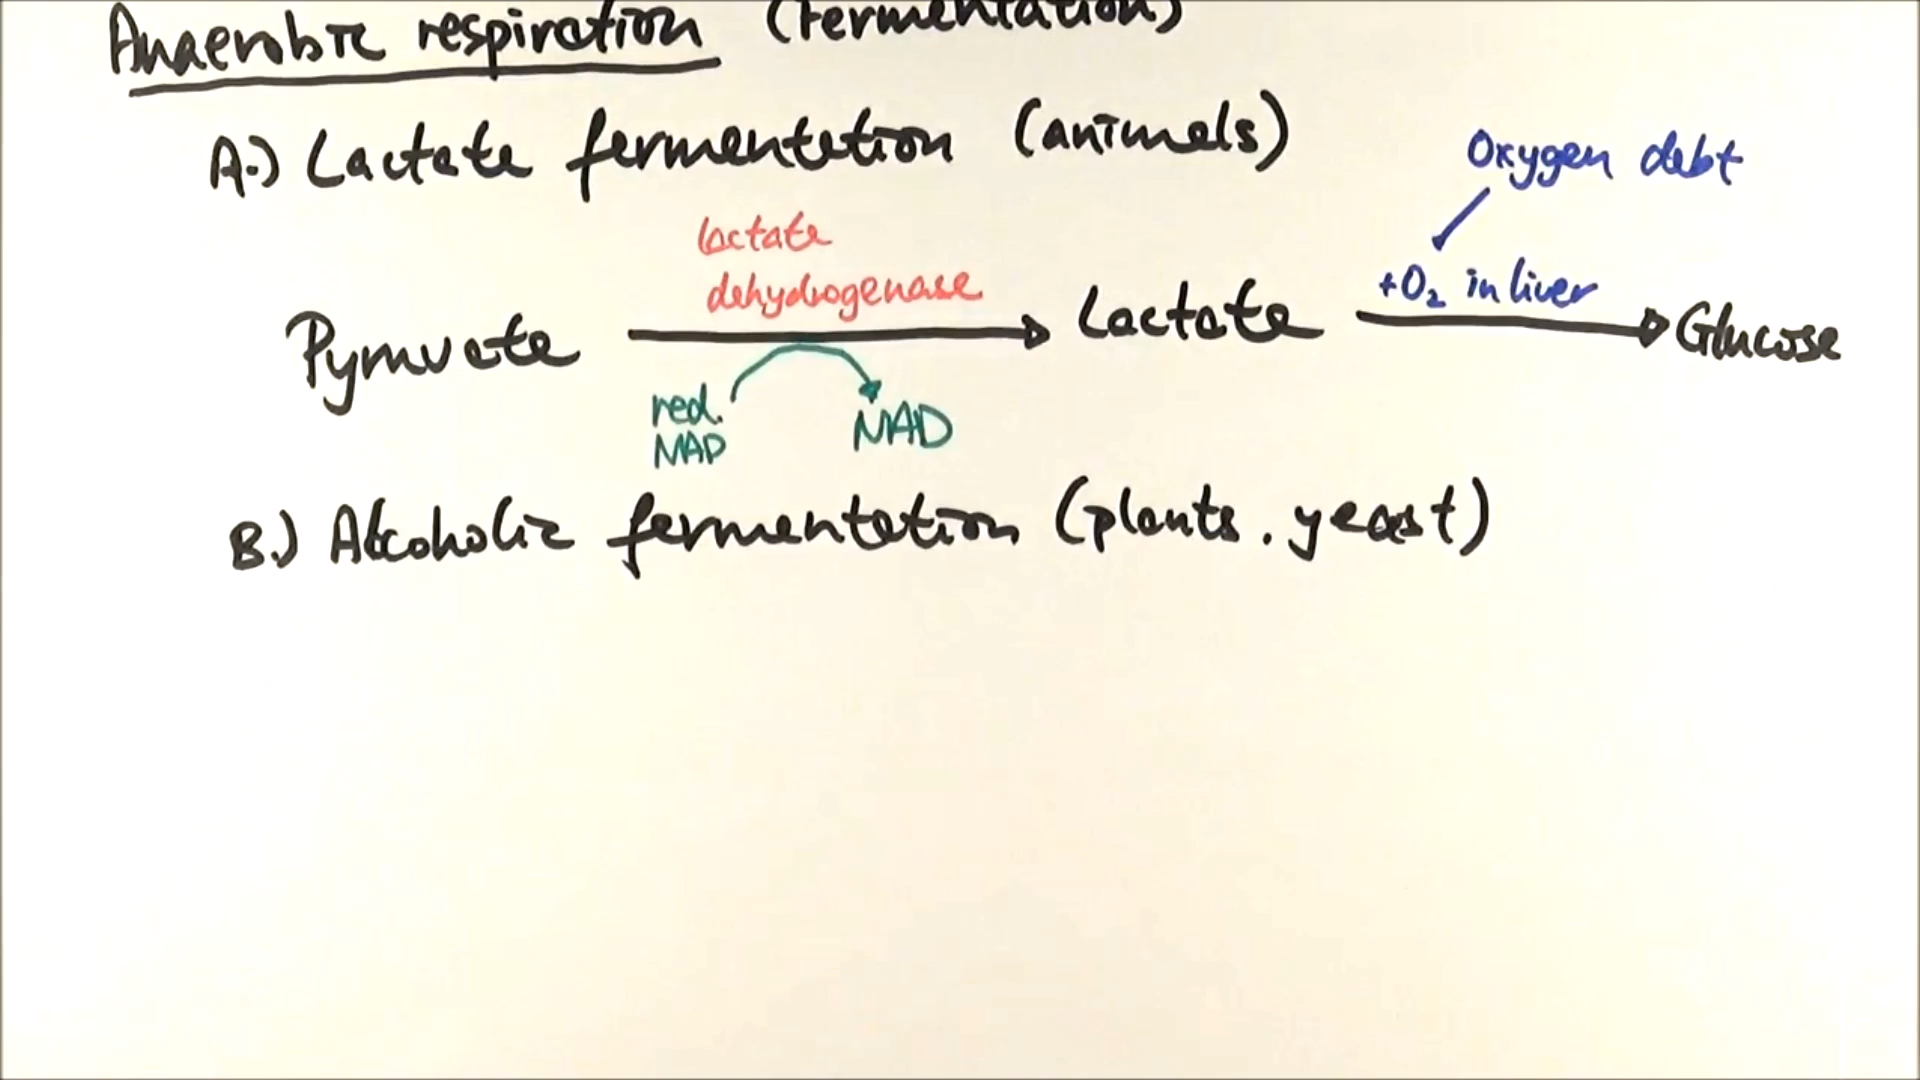 Anaerobic respiration (Fermentation)
A.) Lactate fermentation (animals)
Oxygen debt
lactate
dehydrogenase
+O₂ in liver
Pyruvate
Lactate
Glucose
red.
NAD
NAD
B.) Alcoholic fermentation (plants, yeast)